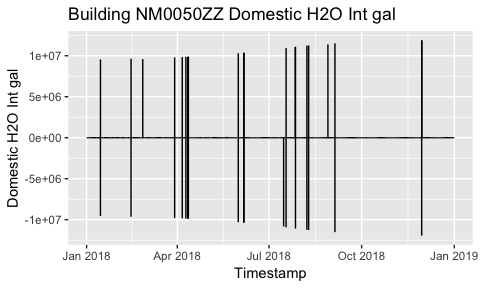 Building NM0050ZZ Domestic H2O Int gal
Domestic H2O Int gal
1e+07
5e+06
0e+00
-5e+06
-1e+07
Jan 2018
Apr 2018
Jul 2018
Oct 2018
Jan 2019
Timestamp